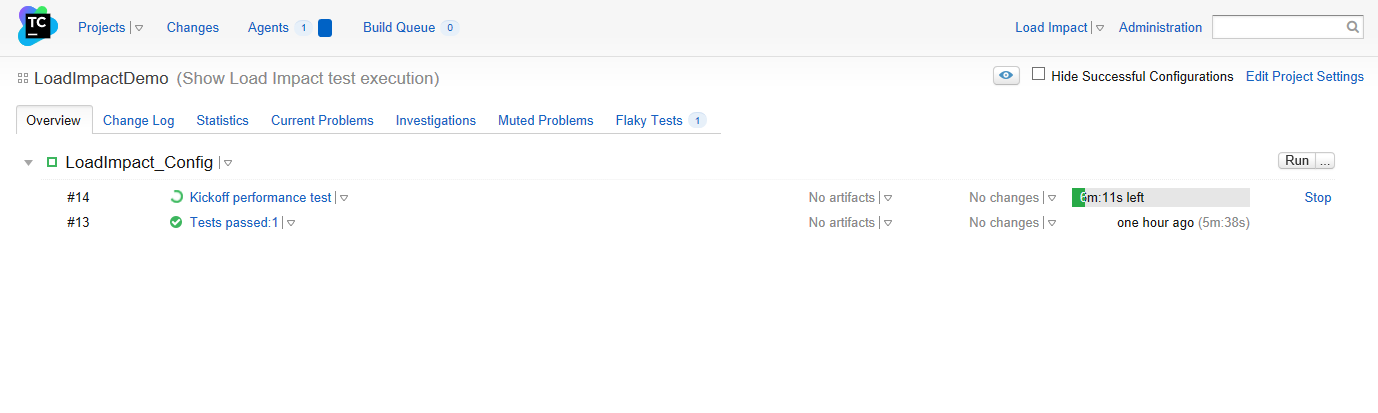 TC Projects Changes Agents 1 Build Queue 0 Load Impact Administration
LoadImpactDemo (Show Load Impact test execution) Hide Successful Configurations Edit Project Settings
Overview Change Log Statistics Current Problems Investigations Muted Problems Flaky Tests 1
LoadImpact_Config Run ...
#14 Kickoff performance test No artifacts No changes 6m:11s left Stop
#13 Tests passed:1 No artifacts No changes one hour ago (5m:38s)